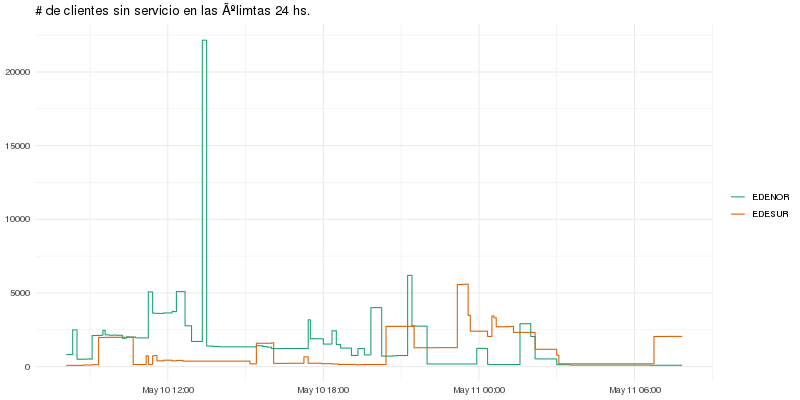 # de clientes sin servicio en las Ãºlimtas 24 hs.
20000
15000
10000
5000
0
May 10 12:00
May 10 18:00
May 11 00:00
May 11 06:00
EDENOR
EDESUR